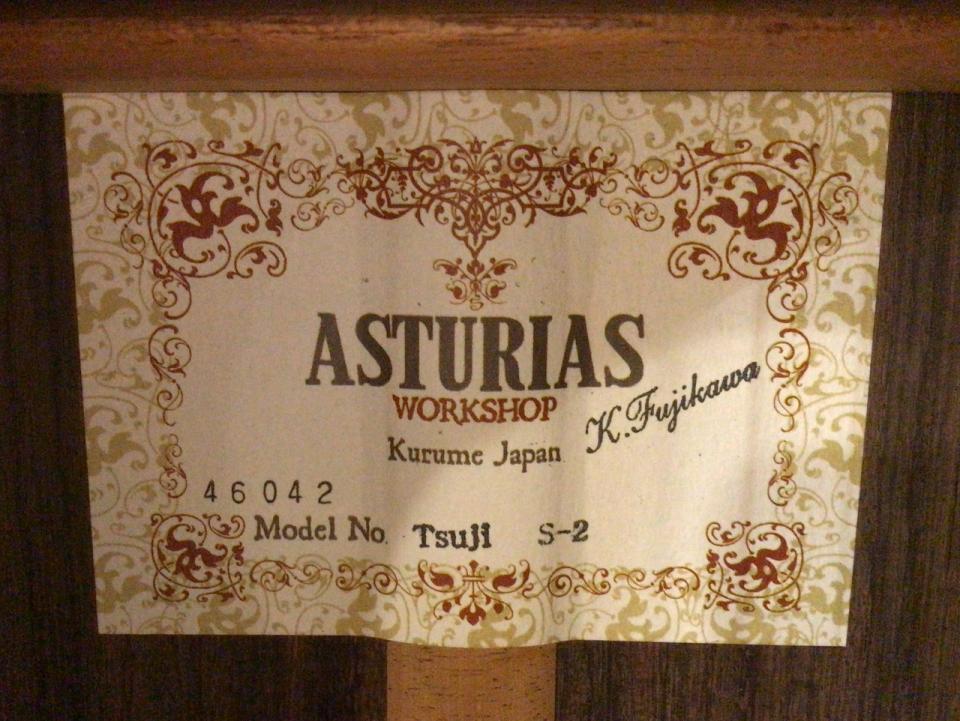 ASTURIAS
WORKSHOP
K. Fujikawa
Kurume Japan
46042
Model No. Tsuji S-2